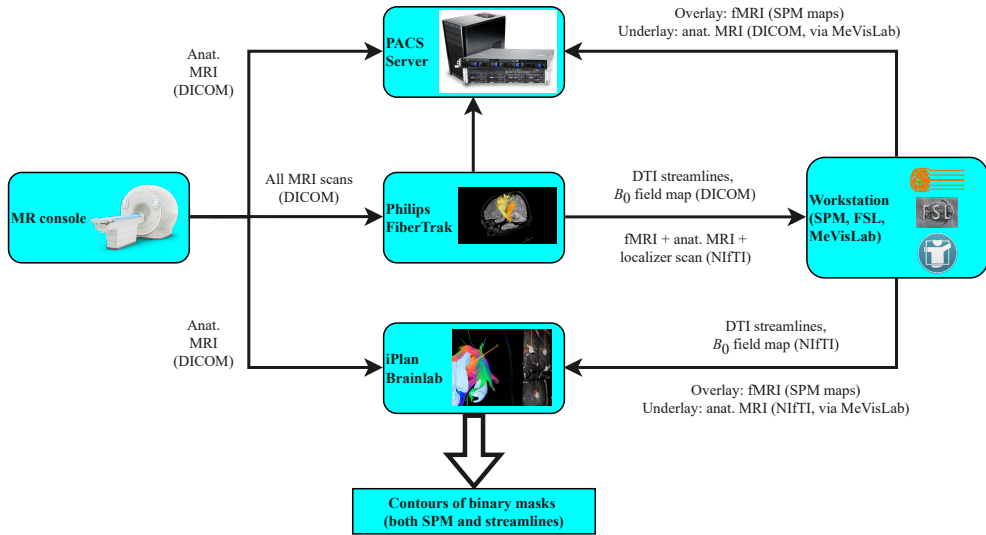 Overlay: fMRI (SPM maps)
Underlay: anat. MRI (DICOM, via MeVisLab)
PACS
Server
Anat.
MRI
(DICOM)
All MRI scans
(DICOM)
DTI streamlines,
B0 field map (DICOM)
MR console
Philips
FiberTrak
Workstation
(SPM, FSL,
MeVisLab)
FSL
fMRI + anat. MRI +
localizer scan (NIfTI)
Anat.
MRI
(DICOM)
DTI streamlines,
B0 field map (NIfTI)
iPlan
Brainlab
Overlay: fMRI (SPM maps)
Underlay: anat. MRI (NIfTI, via MeVisLab)
Contours of binary masks
(both SPM and streamlines)